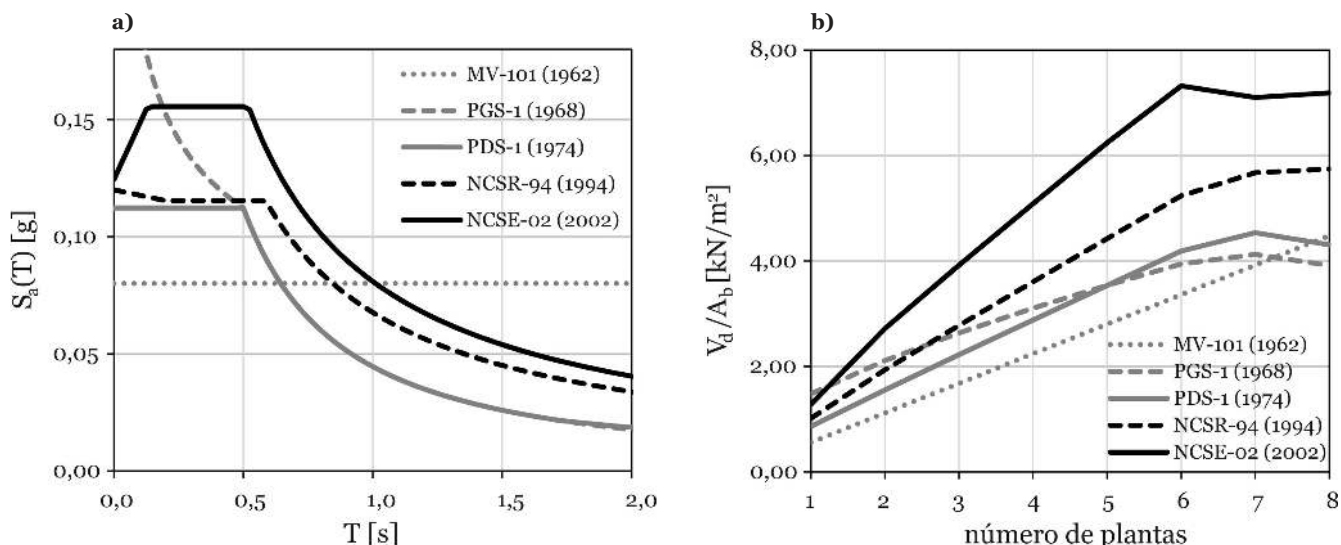 a)
S_a(T) [g]
0,15
0,10
0,05
0,00
0,0 0,5 1,0 1,5 2,0
T [s]
MV-101 (1962)
PGS-1 (1968)
PDS-1 (1974)
NCSR-94 (1994)
NCSE-02 (2002)
b)
V_d/A_b [kN/m²]
8,00
6,00
4,00
2,00
0,00
1 2 3 4 5 6 7 8
número de plantas
MV-101 (1962)
PGS-1 (1968)
PDS-1 (1974)
NCSR-94 (1994)
NCSE-02 (2002)